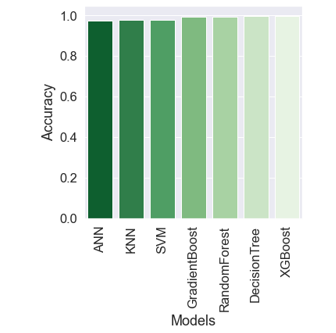 1.0
0.8
0.6
0.4
0.2
0.0
Accuracy
ANN
KNN
SVM
GradientBoost
RandomForest
DecisionTree
XGBoost
Models